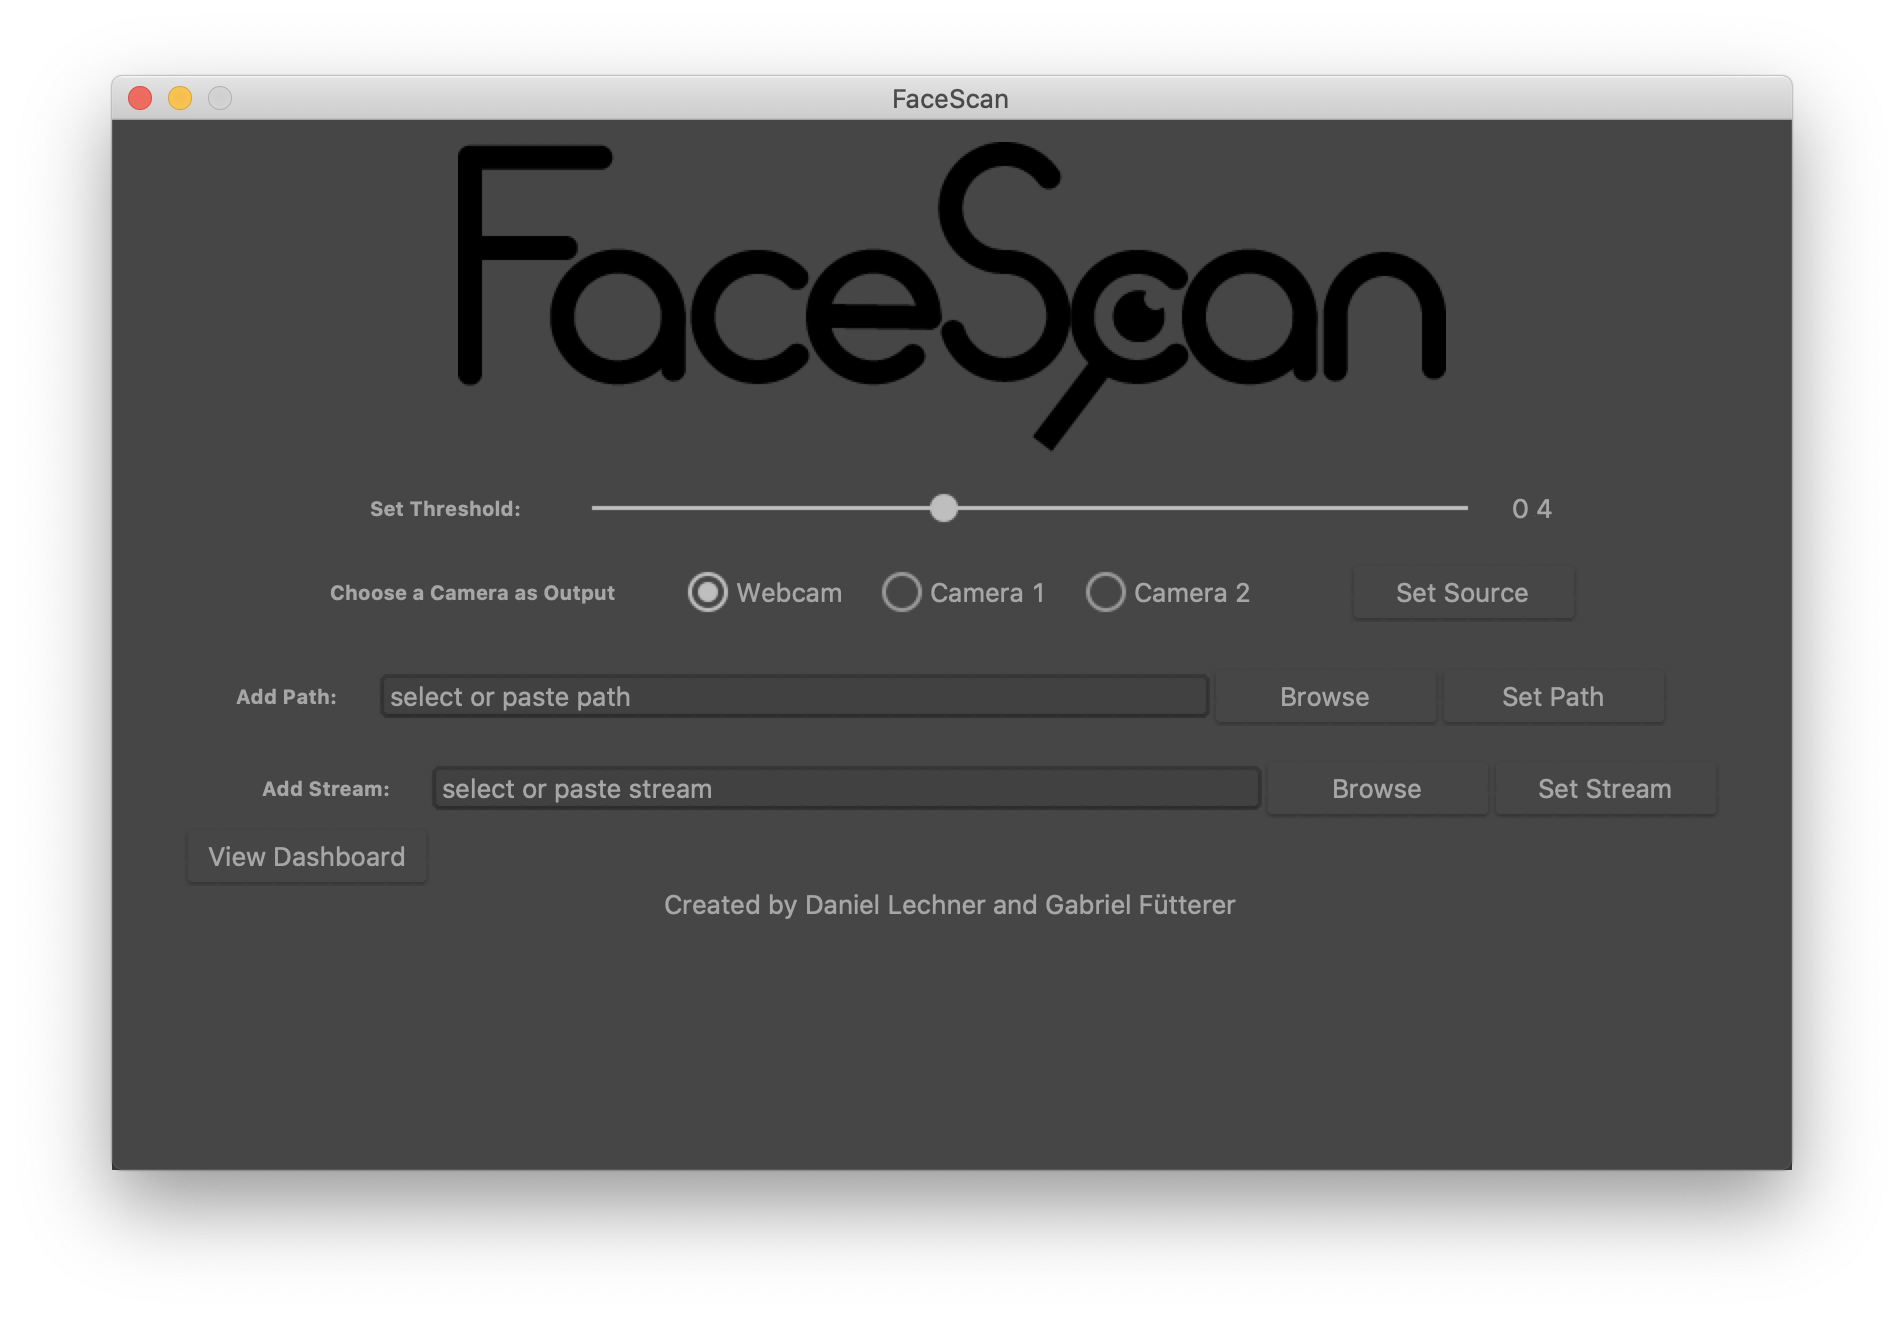 FaceScan
FaceScan
Set Threshold: 0 4
Choose a Camera as Output Webcam Camera 1 Camera 2 Set Source
Add Path: select or paste path Browse Set Path
Add Stream: select or paste stream Browse Set Stream
View Dashboard
Created by Daniel Lechner and Gabriel Fütterer